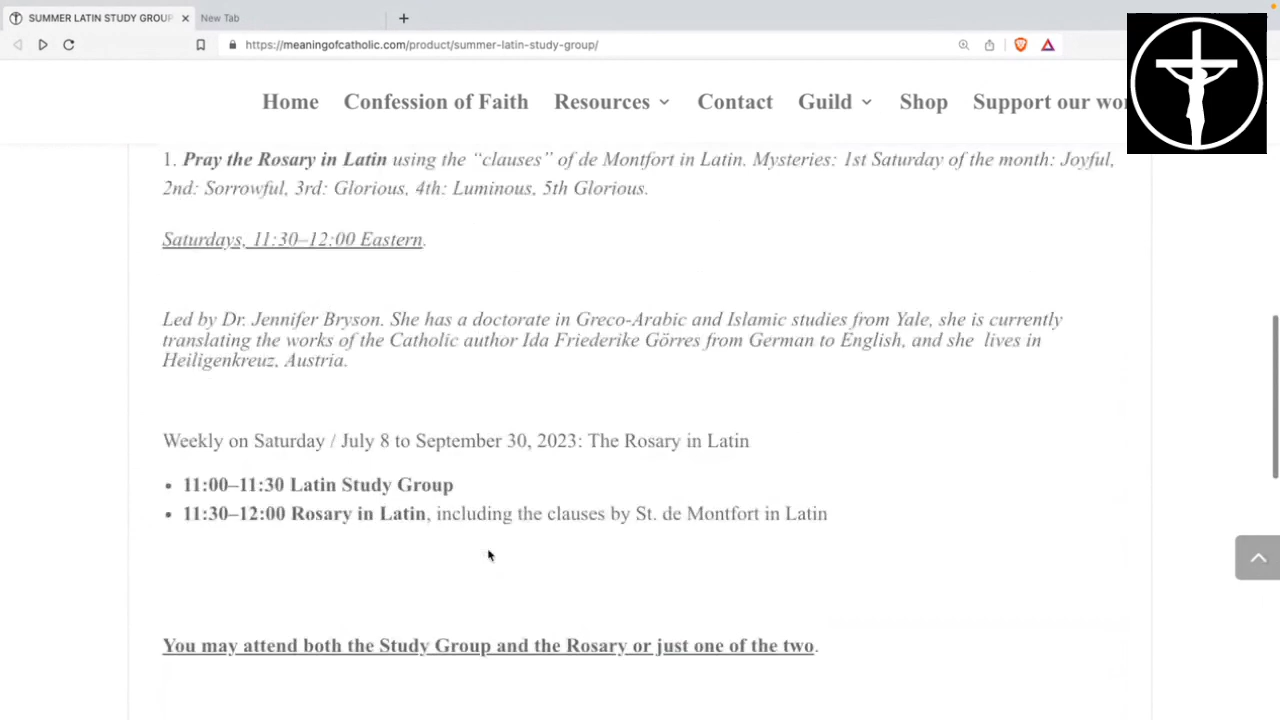 SUMMER LATIN STUDY GROUP
New Tab
https://meaningofcatholic.com/product/summer-latin-study-group/
Home Confession of Faith Resources Contact Guild Shop Support our wor
1. Pray the Rosary in Latin using the “clauses” of de Montfort in Latin. Mysteries: 1st Saturday of the month: Joyful,
2nd: Sorrowful, 3rd: Glorious, 4th: Luminous, 5th Glorious.
Saturdays, 11:30–12:00 Eastern.
Led by Dr. Jennifer Bryson. She has a doctorate in Greco-Arabic and Islamic studies from Yale, she is currently
translating the works of the Catholic author Ida Friederike Görres from German to English, and she lives in
Heiligenkreuz, Austria.
Weekly on Saturday / July 8 to September 30, 2023: The Rosary in Latin
• 11:00–11:30 Latin Study Group
• 11:30–12:00 Rosary in Latin, including the clauses by St. de Montfort in Latin
You may attend both the Study Group and the Rosary or just one of the two.